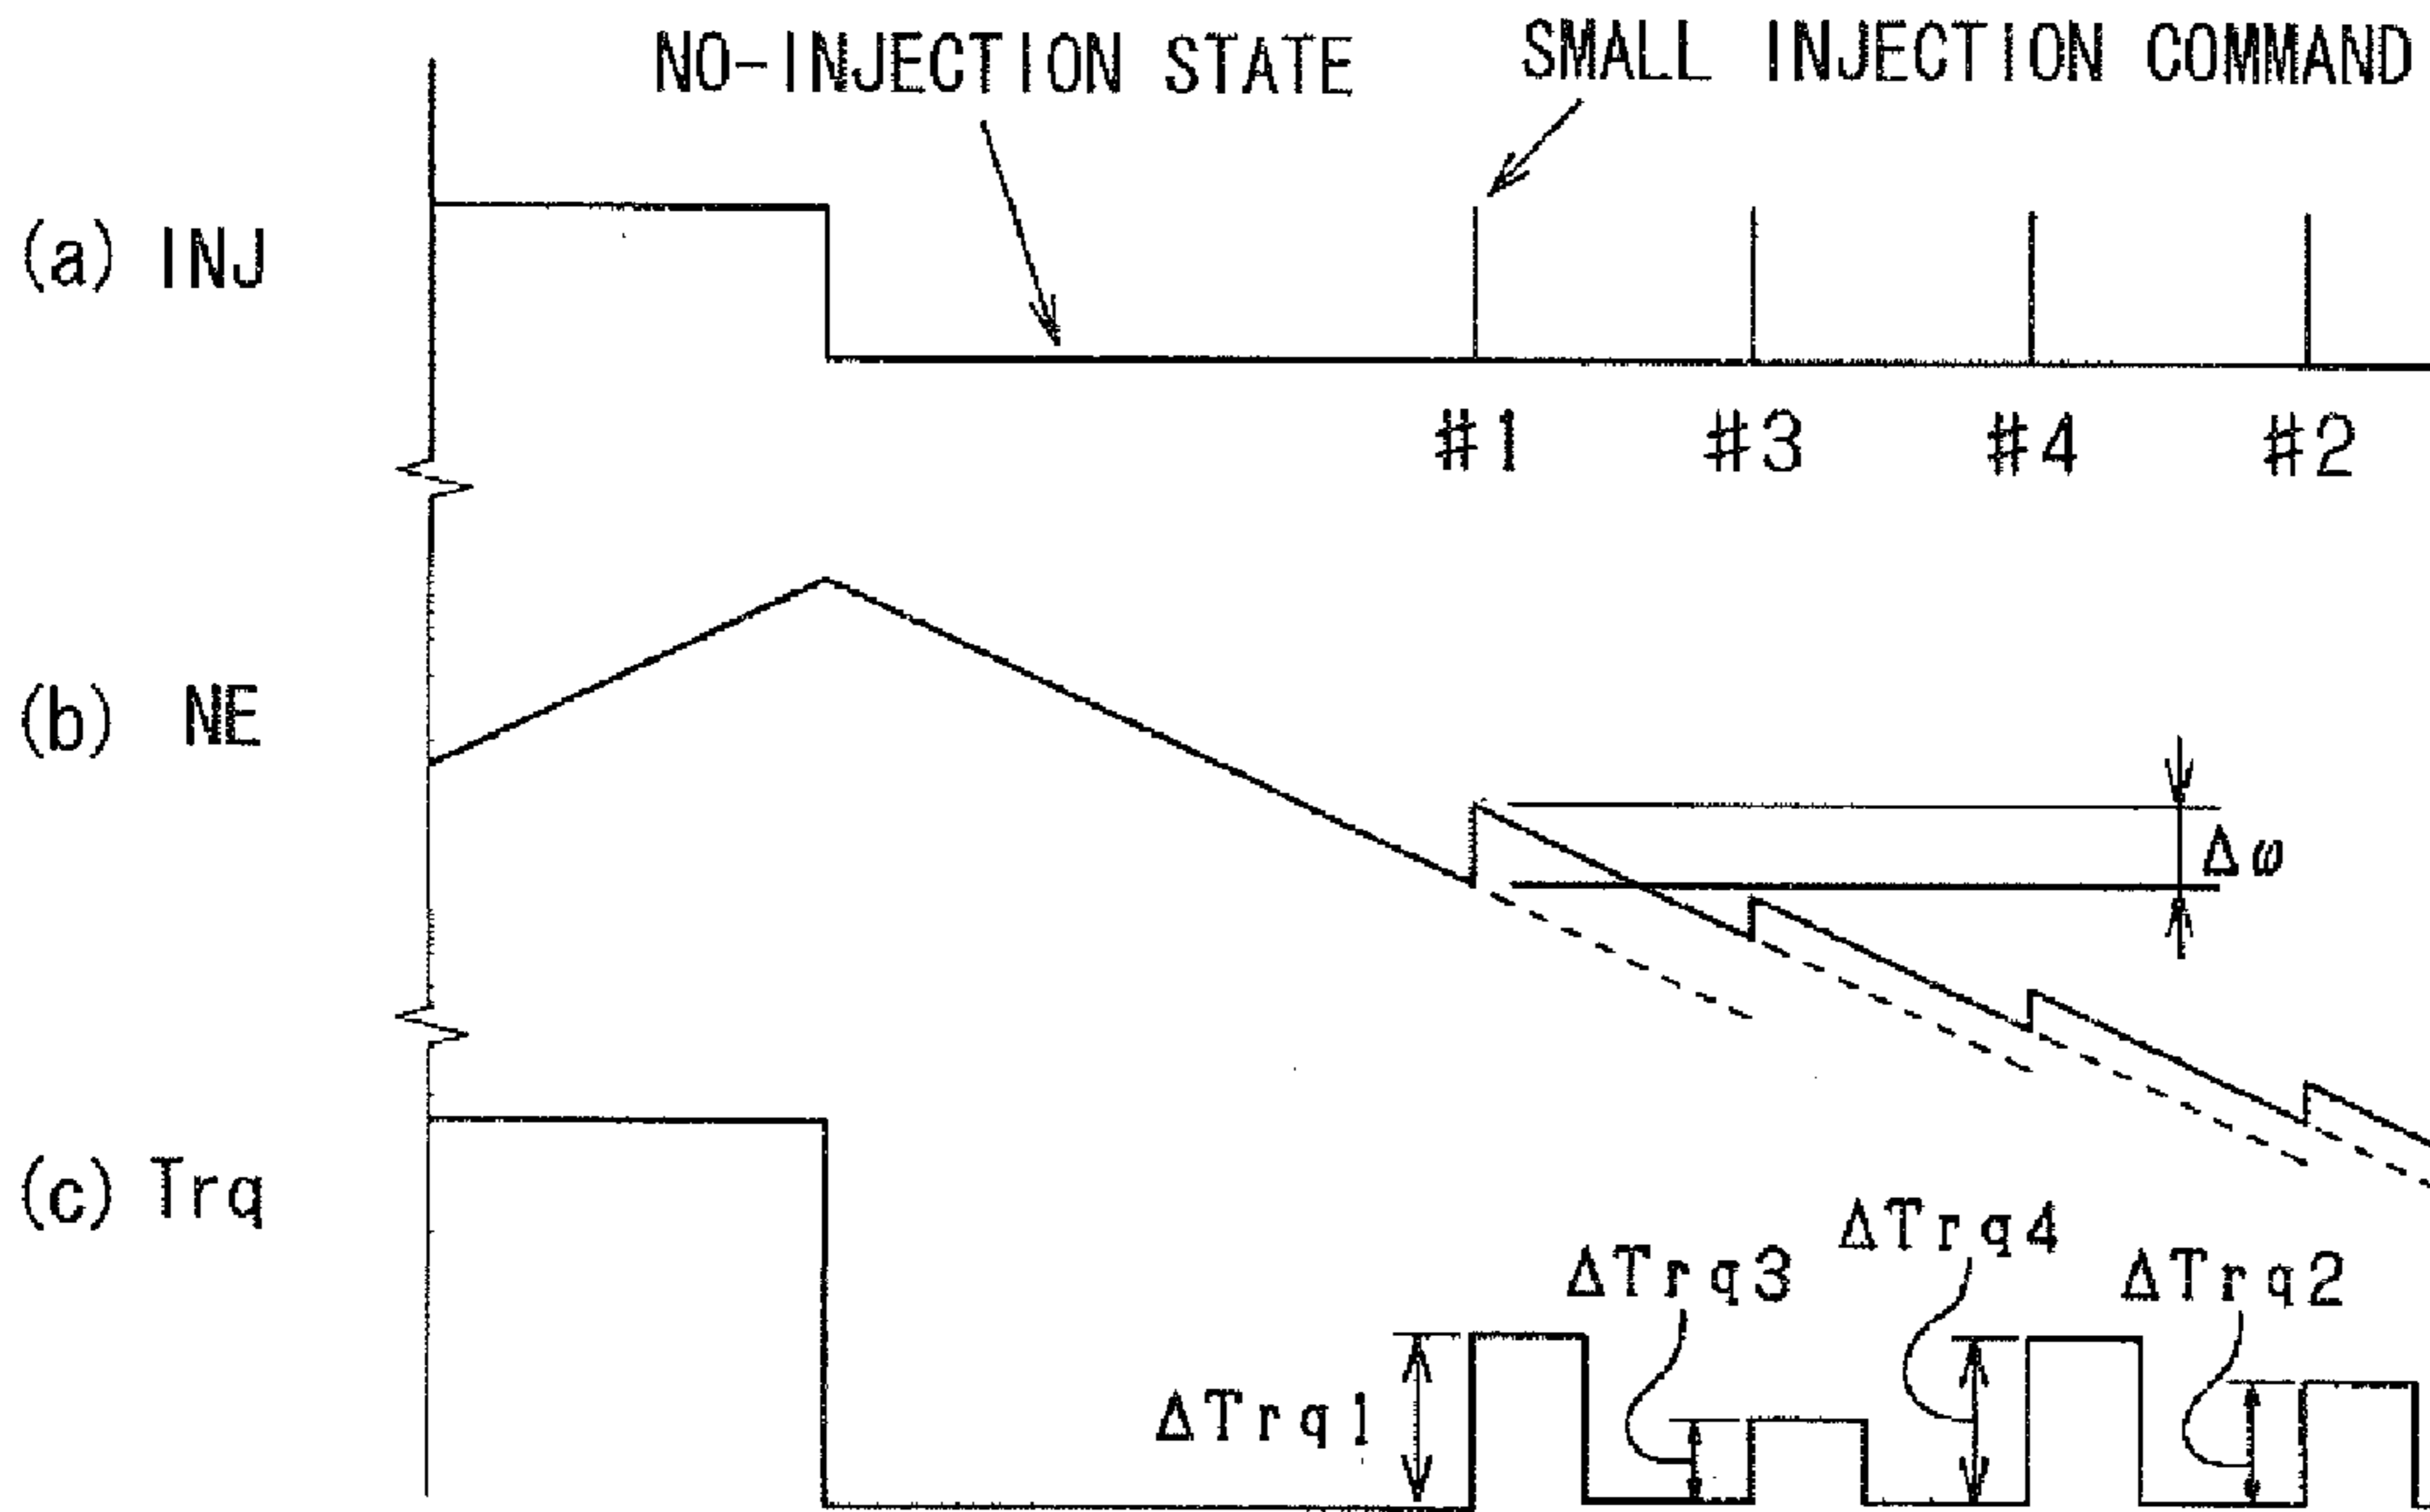 NO-INJECTION STATE
SMALL INJECTION COMMAND
(a) INJ
#1 #3 #4 #2
(b) NE
Δω
(c) Trq
ΔTrq4
ΔTrq3
ΔTrq2
ΔTrq1